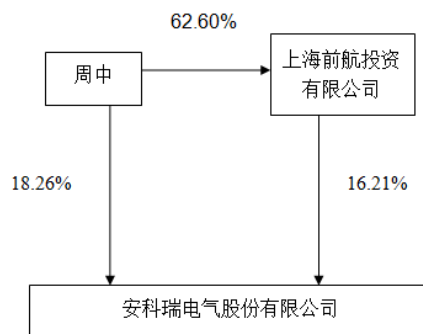 62.60%
周中
上海前航投资
有限公司
18.26%
16.21%
安科瑞电气股份有限公司